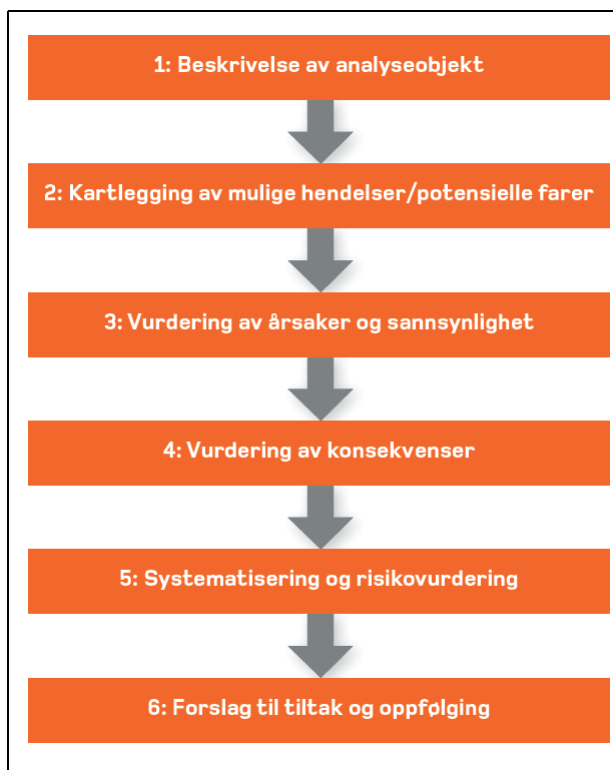 1: Beskrivelse av analyseobjekt
2: Kartlegging av mulige hendelser/potensielle farer
3: Vurdering av årsaker og sannsynlighet
4: Vurdering av konsekvenser
5: Systematisering og risikovurdering
6: Forslag til tiltak og oppfølging